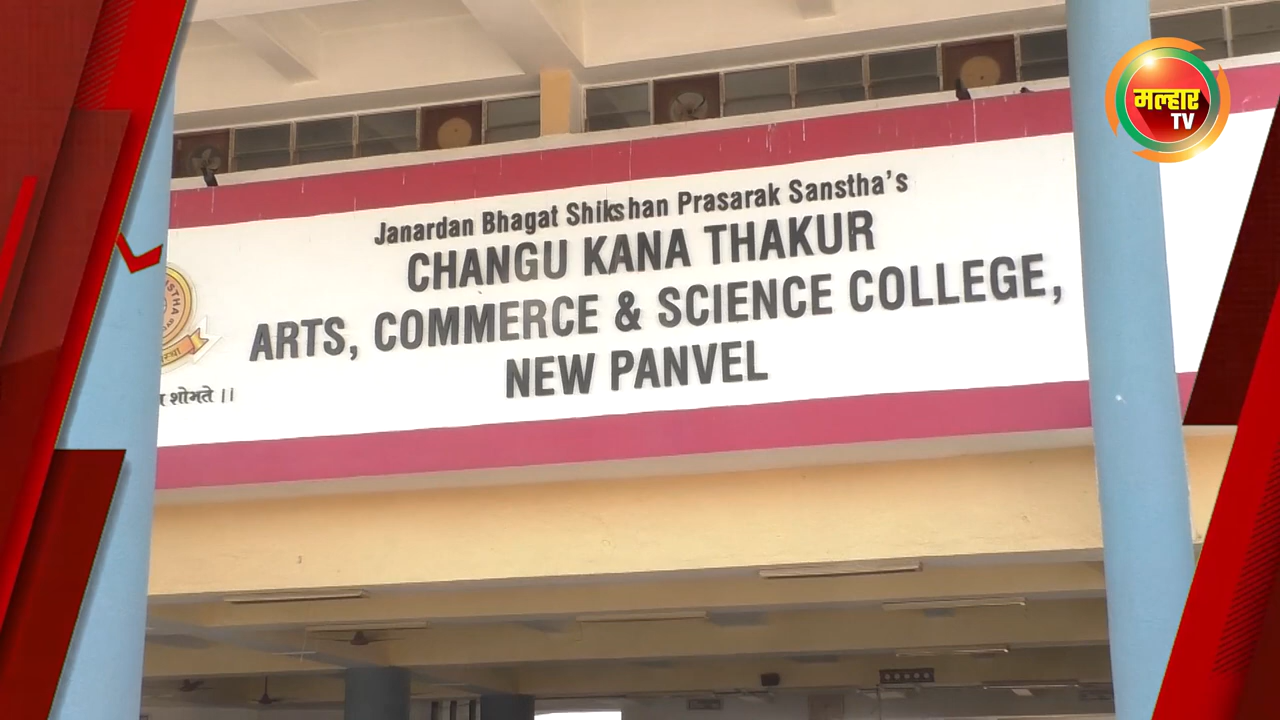 मल्हार
TV
Janardan Bhagat Shikshan Prasarak Sanstha's
CHANGU KANA THAKUR
ARTS, COMMERCE & SCIENCE COLLEGE,
NEW PANVEL
शोभते ।।